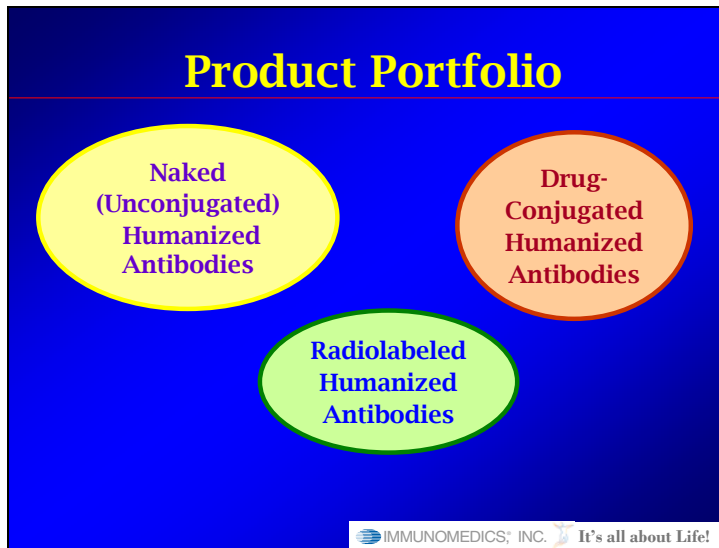 Product Portfolio
Naked
(Unconjugated)
Humanized
Antibodies
Drug-
Conjugated
Humanized
Antibodies
Radiolabeled
Humanized
Antibodies
IMMUNOMEDICS, INC. It's all about Life!